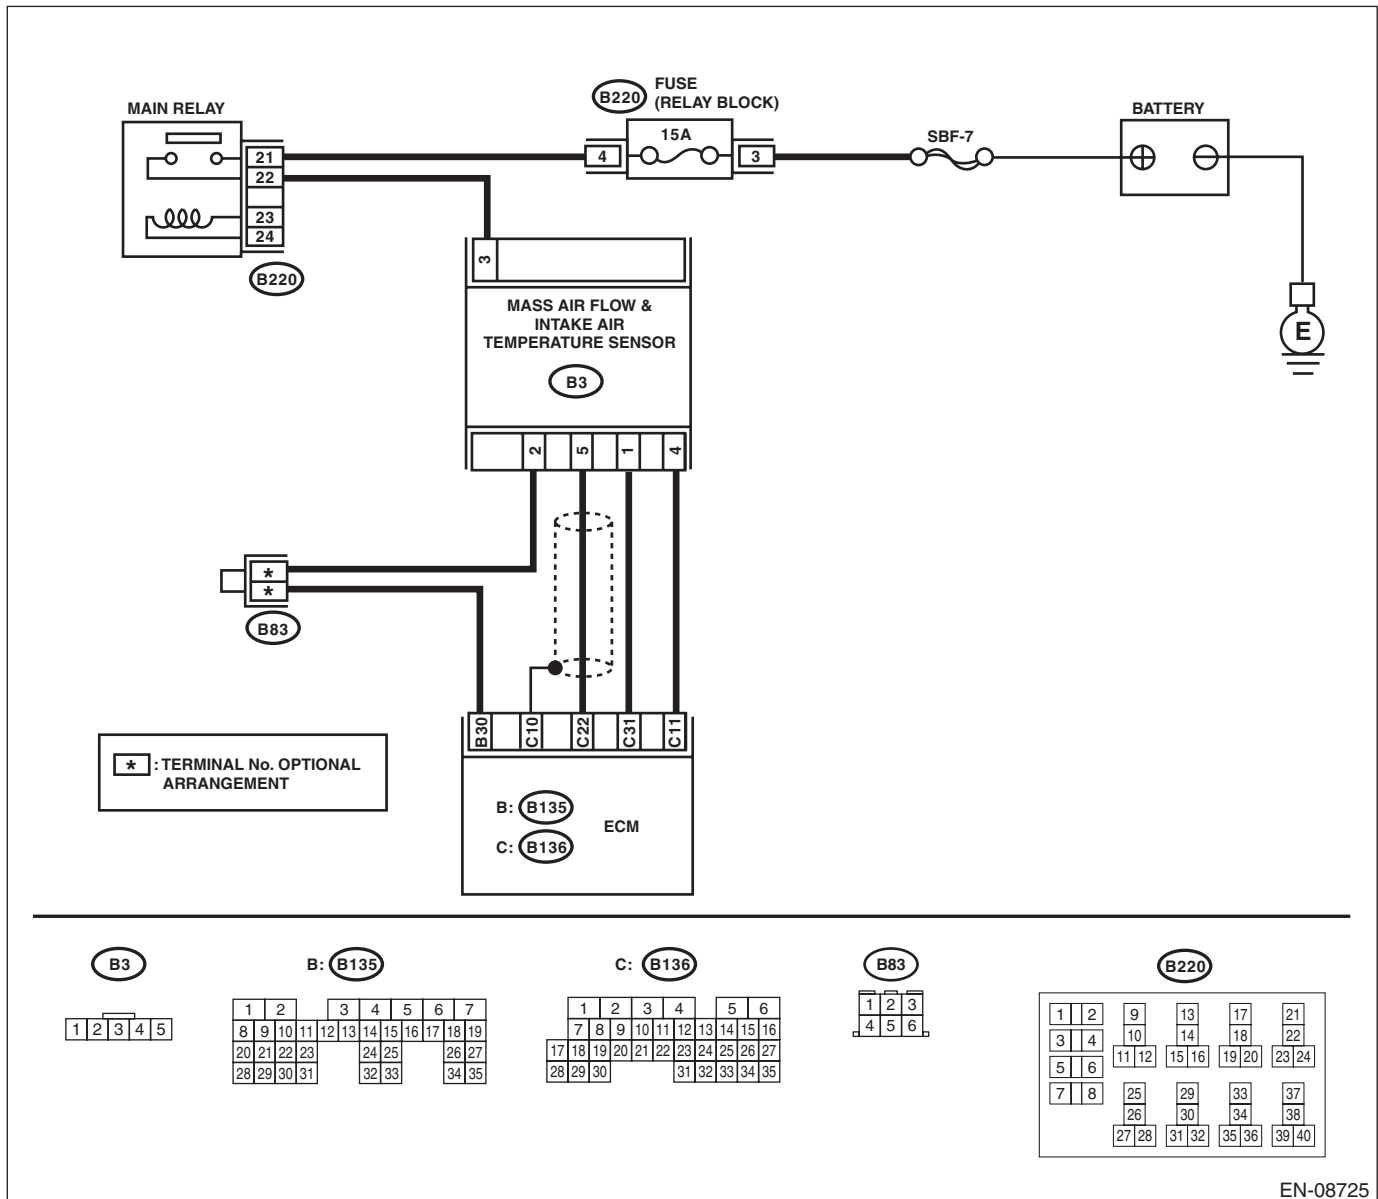 B220
FUSE
(RELAY BLOCK)
MAIN RELAY
BATTERY
15A
SBF-7
21
4
3
22
23
24
B220
3
MASS AIR FLOW &
INTAKE AIR
TEMPERATURE SENSOR
B3
E
2 5 1 4
*
*
B83
B30 C10 C22 C31 C11
* : TERMINAL No. OPTIONAL
ARRANGEMENT
B: B135
ECM
C: B136
B3
1 2 3 4 5
B: B135
1 2 3 4 5 6 7
8 9 10 11 12 13 14 15 16 17 18 19
20 21 22 23 24 25 26 27
28 29 30 31 32 33 34 35
C: B136
1 2 3 4 5 6
7 8 9 10 11 12 13 14 15 16
17 18 19 20 21 22 23 24 25 26 27
28 29 30 31 32 33 34 35
B83
1 2 3
4 5 6
B220
1 2 9 13 17 21
3 4 10 14 18 22
5 6 11 12 15 16 19 20 23 24
7 8 25 29 33 37
26 30 34 38
27 28 31 32 35 36 39 40
EN-08725